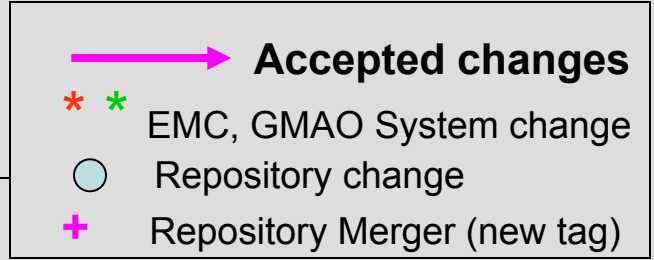 Accepted changes
* * EMC, GMAO System change
Repository change
+ Repository Merger (new tag)